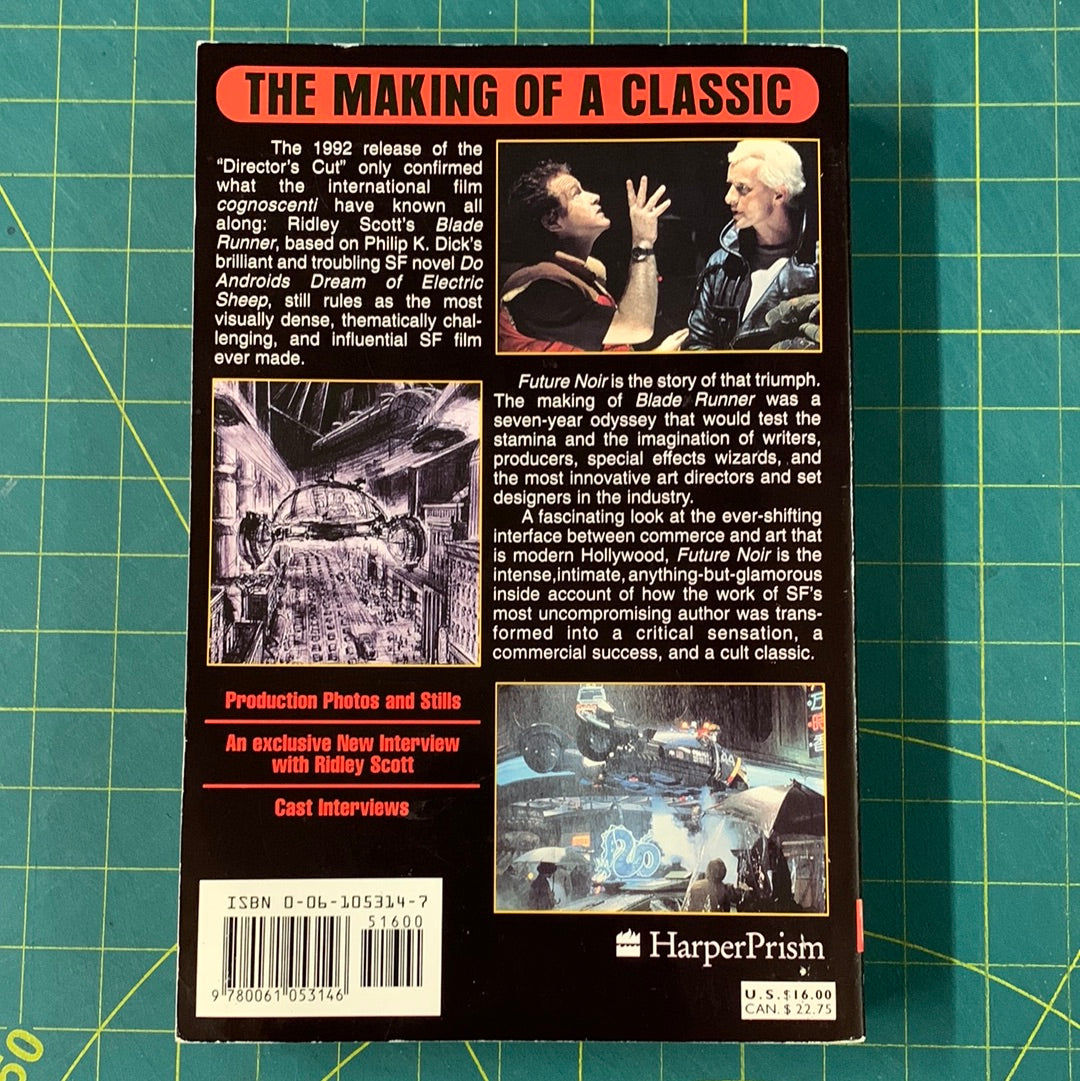 THE MAKING OF A CLASSIC
The 1992 release of the
“Director's Cut” only confirmed
what the international film
cognoscenti have known all
along: Ridley Scott's Blade
Runner, based on Philip K. Dick's
brilliant and troubling SF novel Do
Androids Dream of Electric
Sheep, still rules as the most
visually dense, thematically chal-
lenging, and influential SF film
ever made.
Future Noir is the story of that triumph.
The making of Blade Runner was a
seven-year odyssey that would test the
stamina and the imagination of writers,
producers, special effects wizards, and
the most innovative art directors and set
designers in the industry.
A fascinating look at the ever-shifting
interface between commerce and art that
is modern Hollywood, Future Noir is the
intense, intimate, anything-but-glamorous
inside account of how the work of SF's
most uncompromising author was trans-
formed into a critical sensation, a
commercial success, and a cult classic.
Production Photos and Stills
An exclusive New Interview
with Ridley Scott
Cast Interviews
44
ISBN 0-06-105314-7
51600
9 780061 053146
HarperPrism
U.S. $16.00
CAN. $ 22.75
50